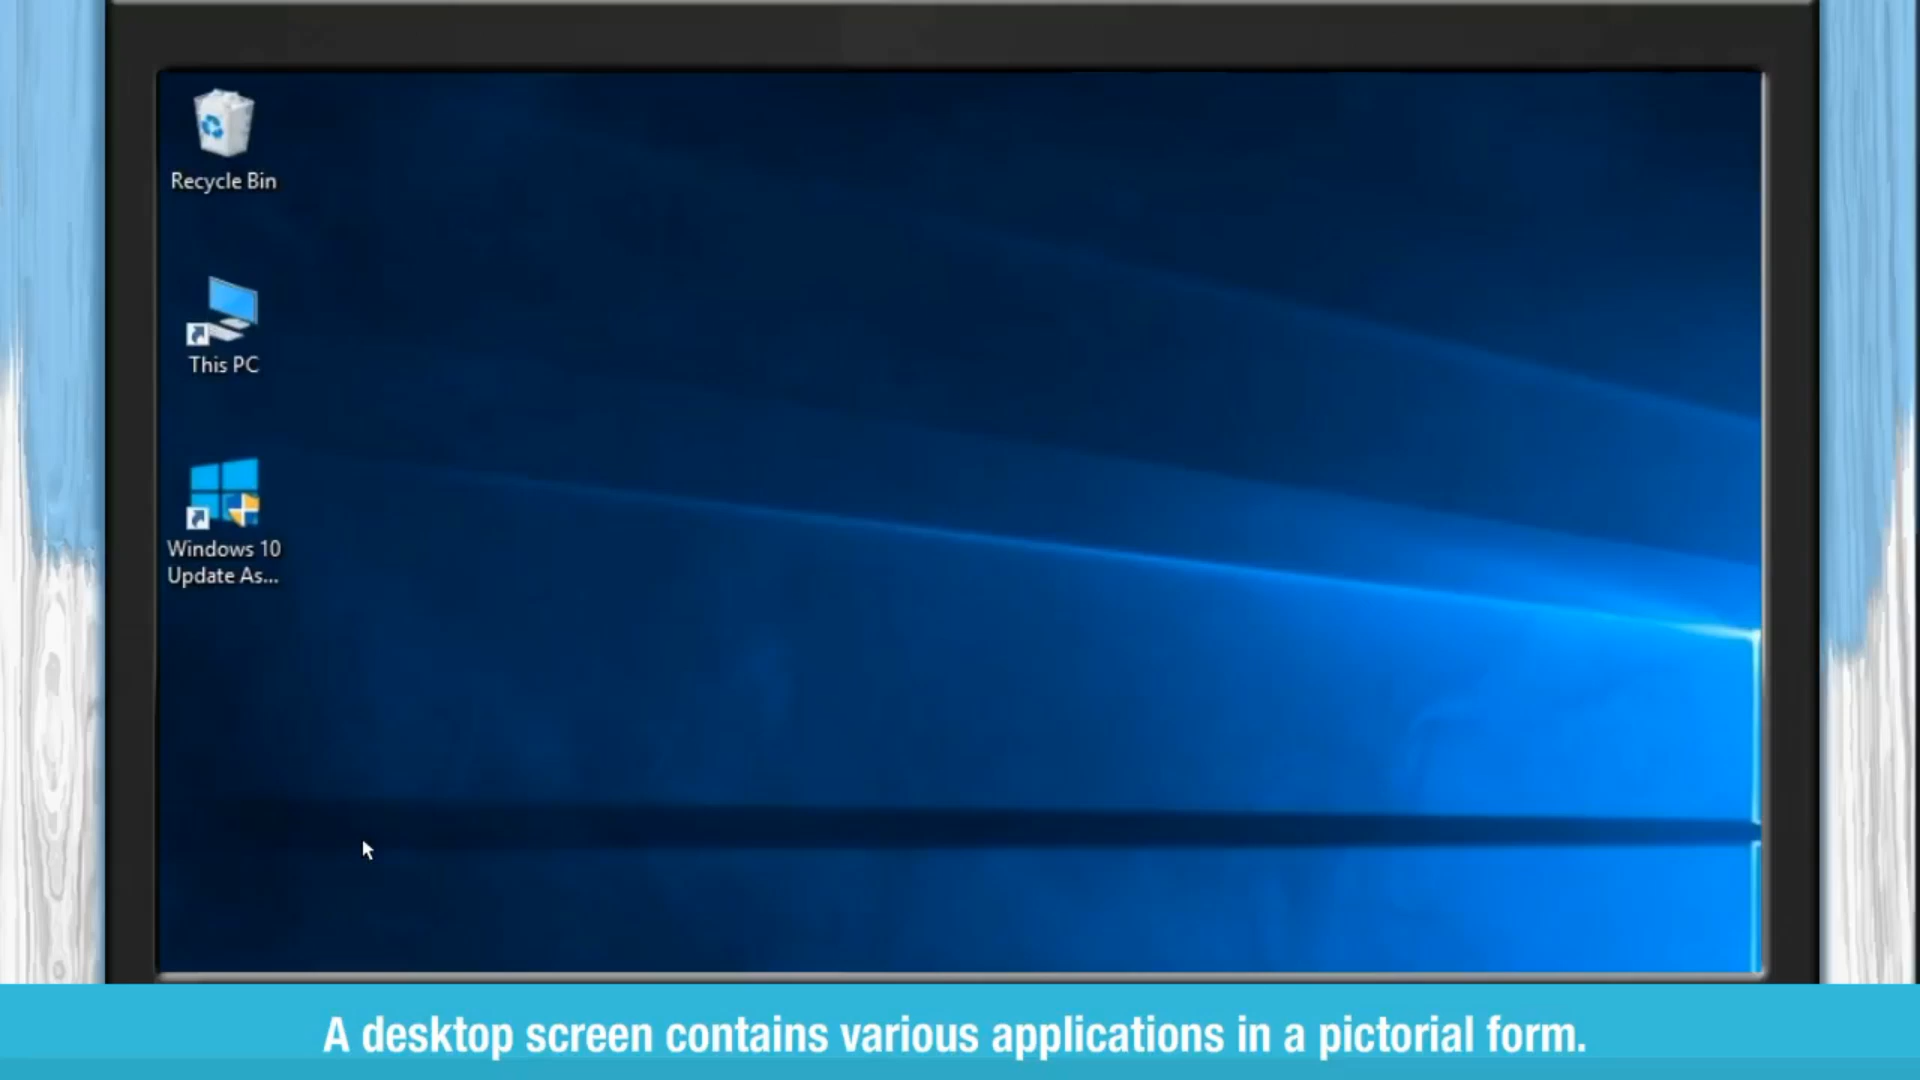 Recycle Bin
This PC
Windows 10
Update As...
A desktop screen contains various applications in a pictorial form.